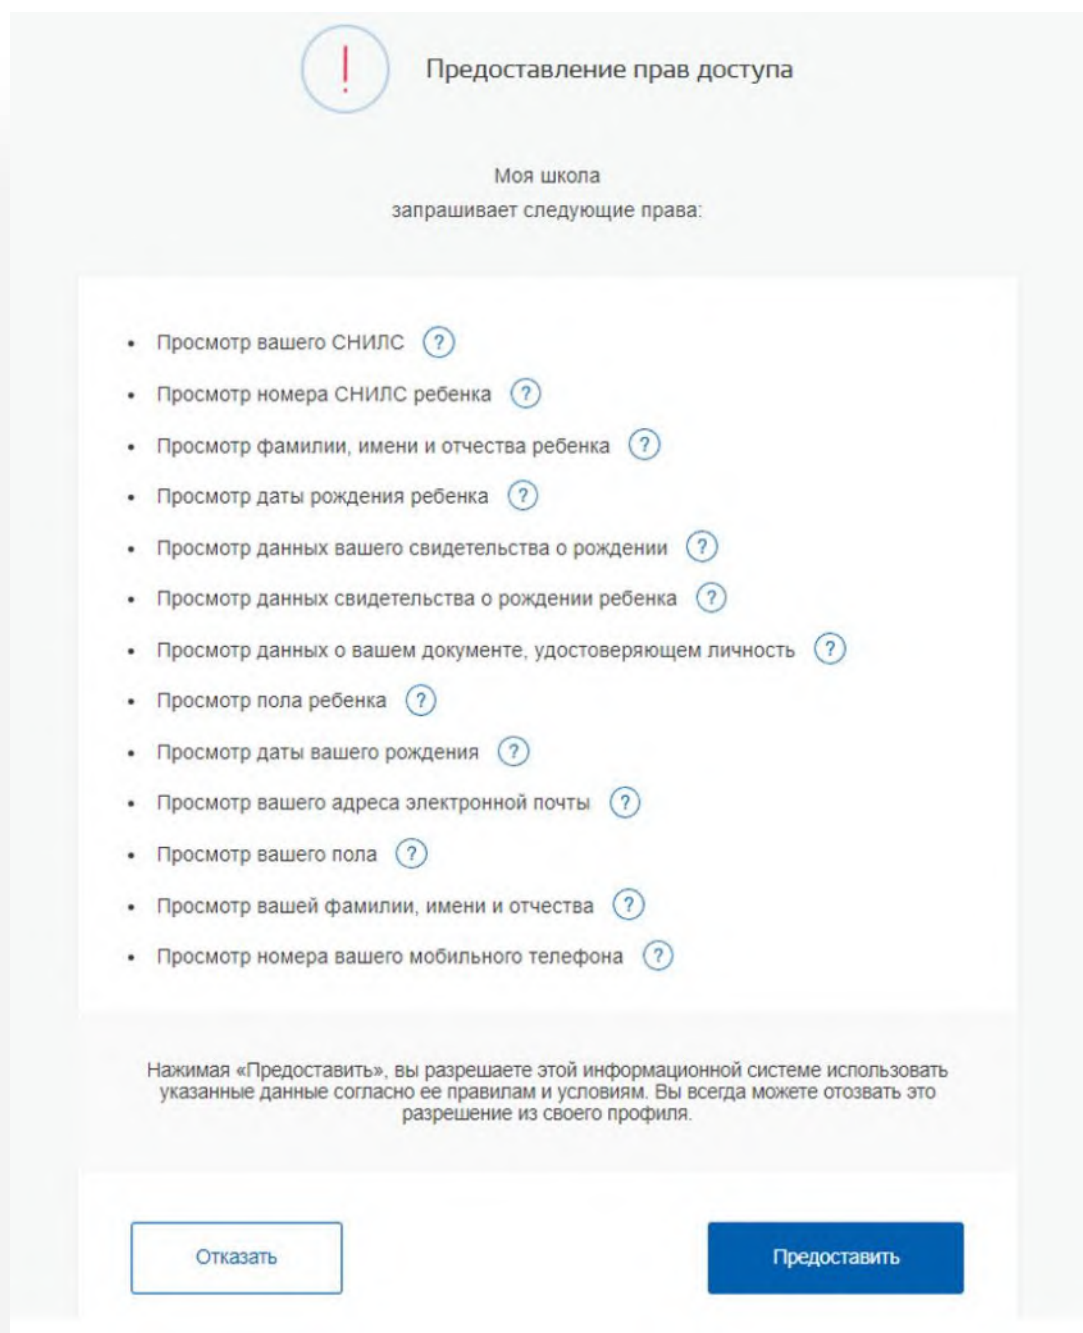 Предоставление прав доступа
Моя школа
запрашивает следующие права:
• Просмотр вашего СНИЛС ?
• Просмотр номера СНИЛС ребенка ?
• Просмотр фамилии, имени и отчества ребенка ?
• Просмотр даты рождения ребенка ?
• Просмотр данных вашего свидетельства о рождении ?
• Просмотр данных свидетельства о рождении ребенка ?
• Просмотр данных о вашем документе, удостоверяющем личность ?
• Просмотр пола ребенка ?
• Просмотр даты вашего рождения ?
• Просмотр вашего адреса электронной почты ?
• Просмотр вашего пола ?
• Просмотр вашей фамилии, имени и отчества ?
• Просмотр номера вашего мобильного телефона ?
Нажимая «Предоставить», вы разрешаете этой информационной системе использовать
указанные данные согласно ее правилам и условиям. Вы всегда можете отозвать это
разрешение из своего профиля.
Отказать
Предоставить